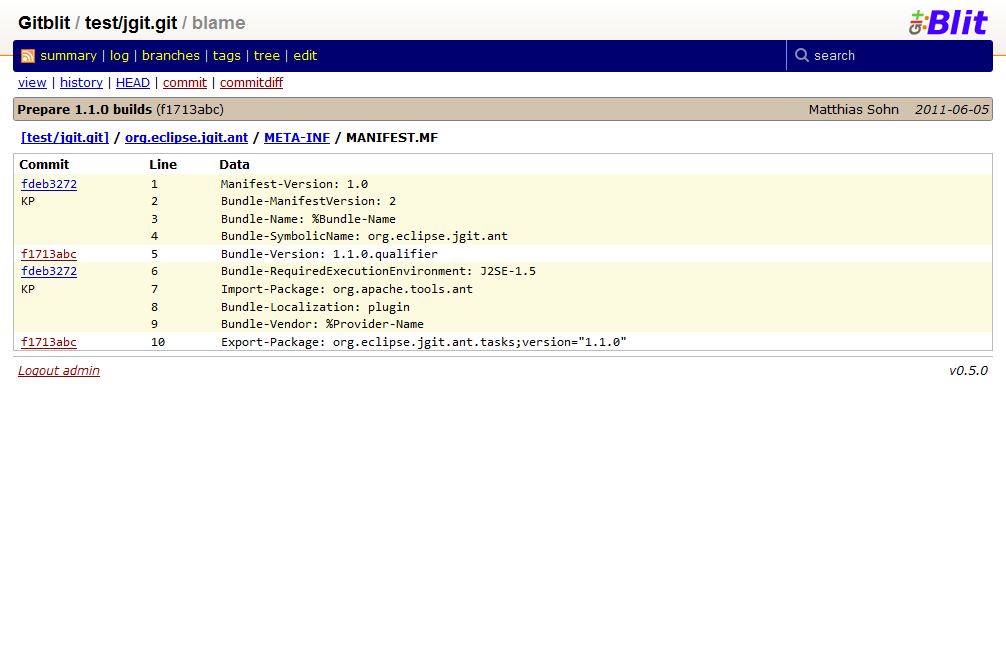 Gitblit / test/jgit.git / blame
git:Blit
summary | log | branches | tags | tree | edit
search
view | history | HEAD | commit | commitdiff
Prepare 1.1.0 builds (f1713abc) Matthias Sohn 2011-06-05
[test/jgit.git] / org.eclipse.jgit.ant / META-INF / MANIFEST.MF
Commit Line Data
fdeb3272 1 Manifest-Version: 1.0
KP 2 Bundle-ManifestVersion: 2
3 Bundle-Name: %Bundle-Name
4 Bundle-SymbolicName: org.eclipse.jgit.ant
f1713abc 5 Bundle-Version: 1.1.0.qualifier
fdeb3272 6 Bundle-RequiredExecutionEnvironment: J2SE-1.5
KP 7 Import-Package: org.apache.tools.ant
8 Bundle-Localization: plugin
9 Bundle-Vendor: %Provider-Name
f1713abc 10 Export-Package: org.eclipse.jgit.ant.tasks;version="1.1.0"
Logout admin v0.5.0